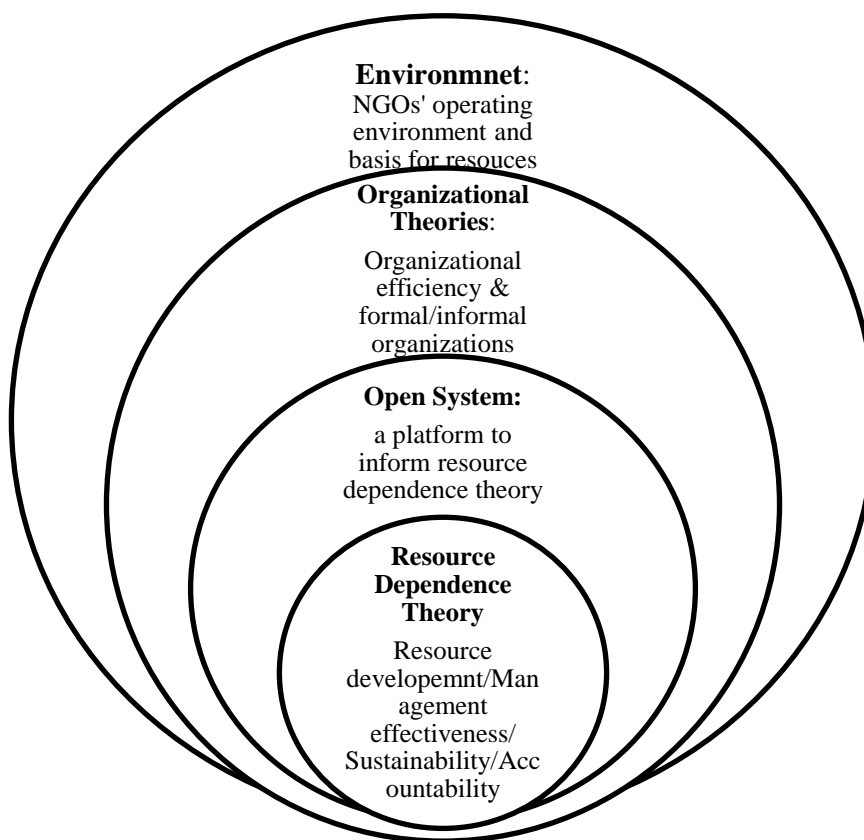 Environmnet:
NGOs' operating
environment and
basis for resouces
Organizational
Theories:
Organizational
efficiency &
formal/informal
organizations
Open System:
a platform to
inform resource
dependence theory
Resource
Dependence
Theory
Resource
developemnt/Man
agement
effectiveness/
Sustainability/Acc
ountability